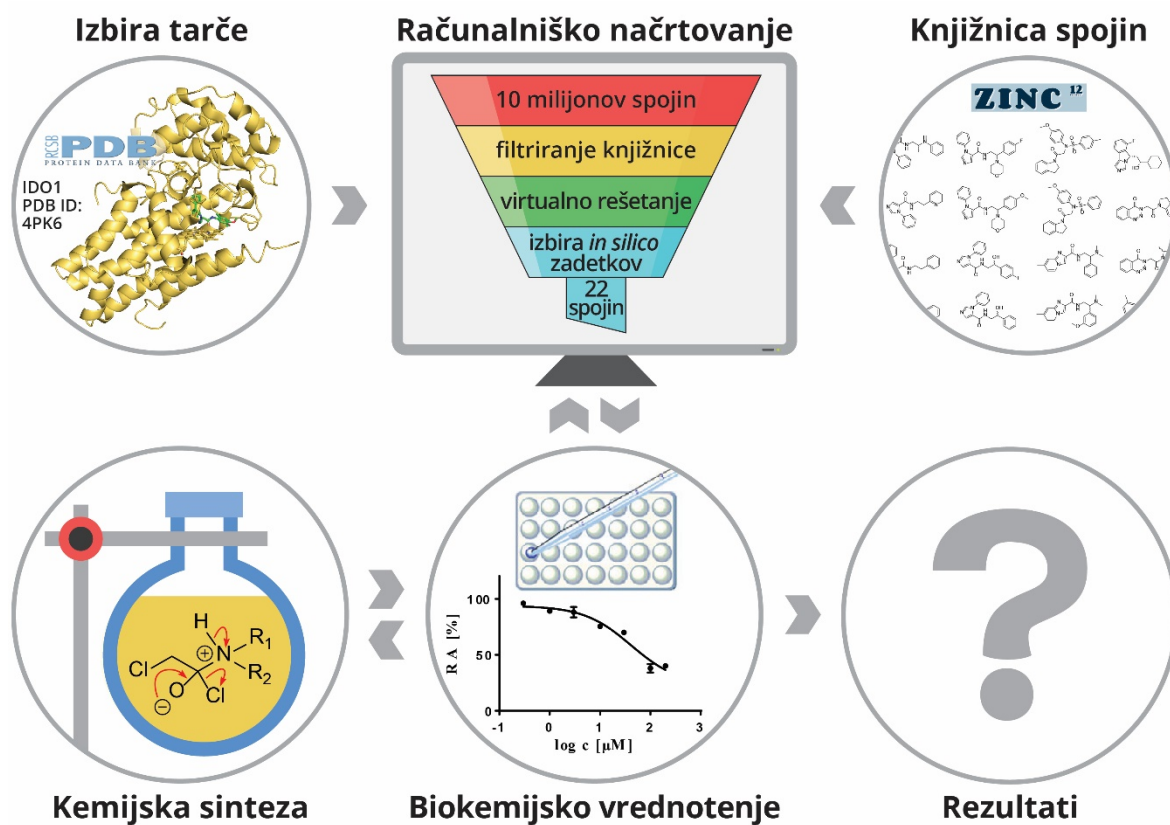 Izbira tarče
Računalniško načrtovanje
Knjižnica spojin
RCSB
PDB
PROTEIN DATA BANK
IDO1
PDB ID:
4PK6
10 milijonov spojin
filtriranje knjižnice
virtualno rešetanje
izbira in silico
zadetkov
22
spojin
ZINC 12
H
N
R1
R2
Cl
O
Cl
100
50
0
R A [%]
-1 0 1 2 3
log c [µM]
?
Kemijska sinteza
Biokemijsko vrednotenje
Rezultati